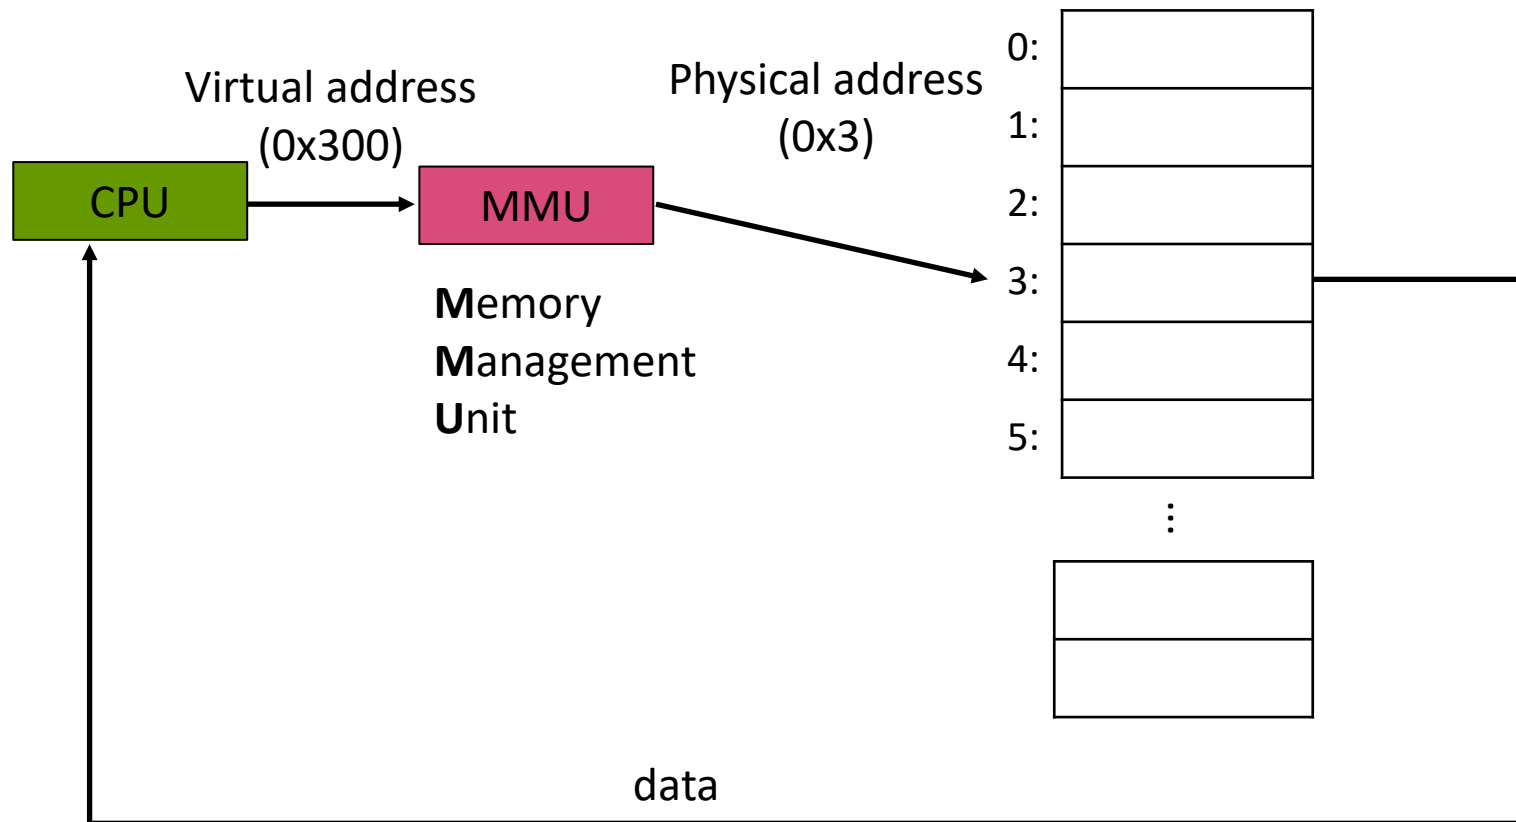 Virtual address
(0x300)
Physical address
(0x3)
CPU
MMU
Memory
Management
Unit
0:
1:
2:
3:
4:
5:
...
data